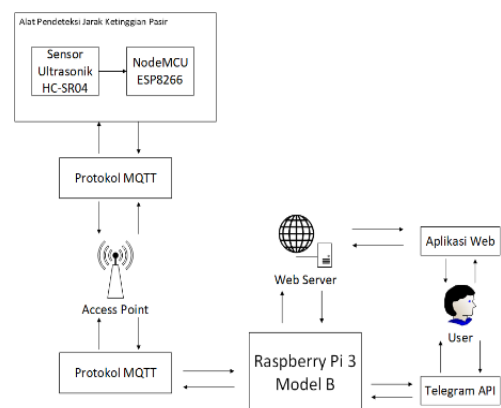 Alat Pendeteksi Jarak Ketinggian Pasir
Sensor
Ultrasonik
HC-SR04
NodeMCU
ESP8266
Protokol MQTT
Access Point
Protokol MQTT
Web Server
Aplikasi Web
User
Raspberry Pi 3
Model B
Telegram API